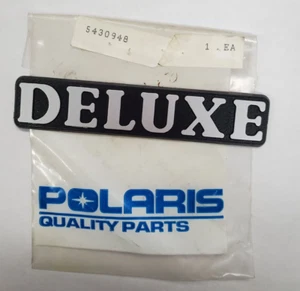 5430948 1 EA
DELUXE
POLARIS
QUALITY PARTS